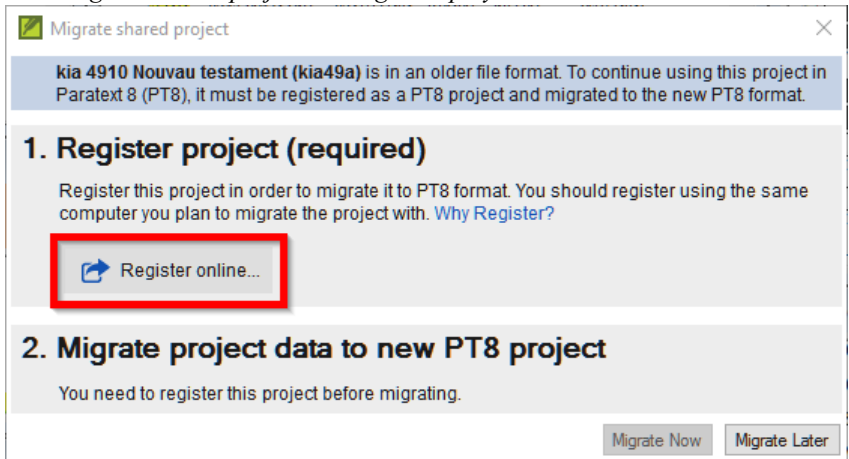 Migrate shared project
kia 4910 Nouvau testament (kia49a) is in an older file format. To continue using this project in
Paratext 8 (PT8), it must be registered as a PT8 project and migrated to the new PT8 format.
1. Register project (required)
Register this project in order to migrate it to PT8 format. You should register using the same
computer you plan to migrate the project with. Why Register?
Register online...
2. Migrate project data to new PT8 project
You need to register this project before migrating.
Migrate Now Migrate Later